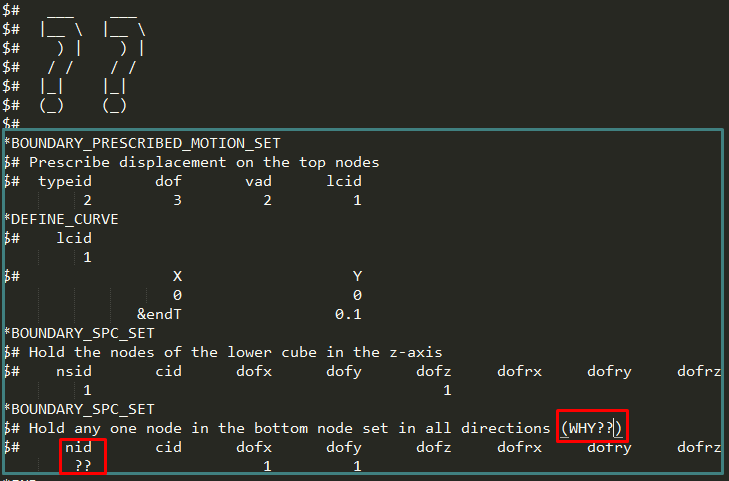 $#   ___     ___
$#  |__ \  |__ \
$#    ) |    ) |
$#   / /    / /
$#  |_|    |_|
$#  (_)    (_)
$#
*BOUNDARY_PRESCRIBED_MOTION_SET
$# Prescribe displacement on the top nodes
$#  typeid       dof       vad      lcid
         2         3         2         1
*DEFINE_CURVE
$#    lcid
         1
$#                 X                   Y
                   0                   0
               &endT                 0.1
*BOUNDARY_SPC_SET
$# Hold the nodes of the lower cube in the z-axis
$#    nsid       cid      dofx      dofy      dofz     dofrx     dofry     dofrz
         1                                       1
*BOUNDARY_SPC_SET
$# Hold any one node in the bottom node set in all directions (WHY??)
$#     nid       cid      dofx      dofy      dofz     dofrx     dofry     dofrz
        ??                   1         1